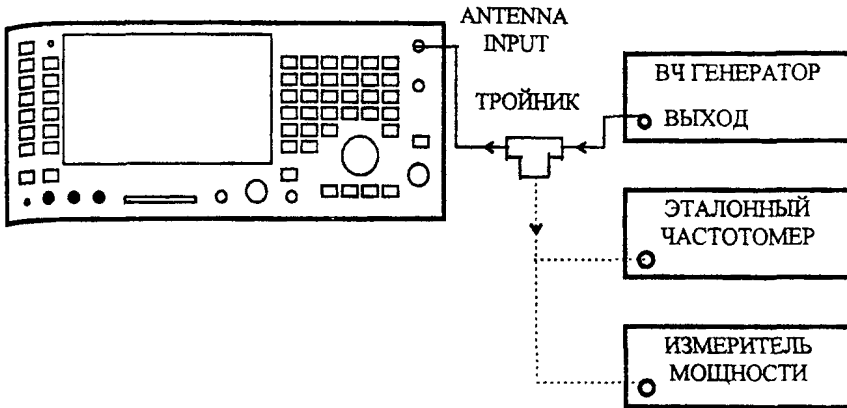 ANTENNA
INPUT
ТРОЙНИК
ВЧ ГЕНЕРАТОР
ВЫХОД
ЭТАЛОННЫЙ
ЧАСТОТОМЕР
ИЗМЕРИТЕЛЬ
МОЩНОСТИ